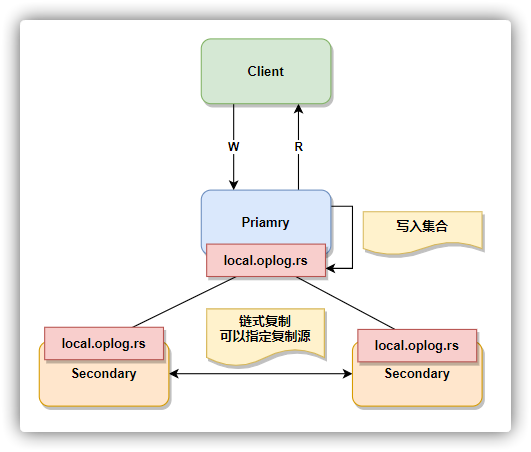 Client
W
R
Priamry
写入集合
local.oplog.rs
链式复制
可以指定复制源
local.oplog.rs
local.oplog.rs
Secondary
Secondary